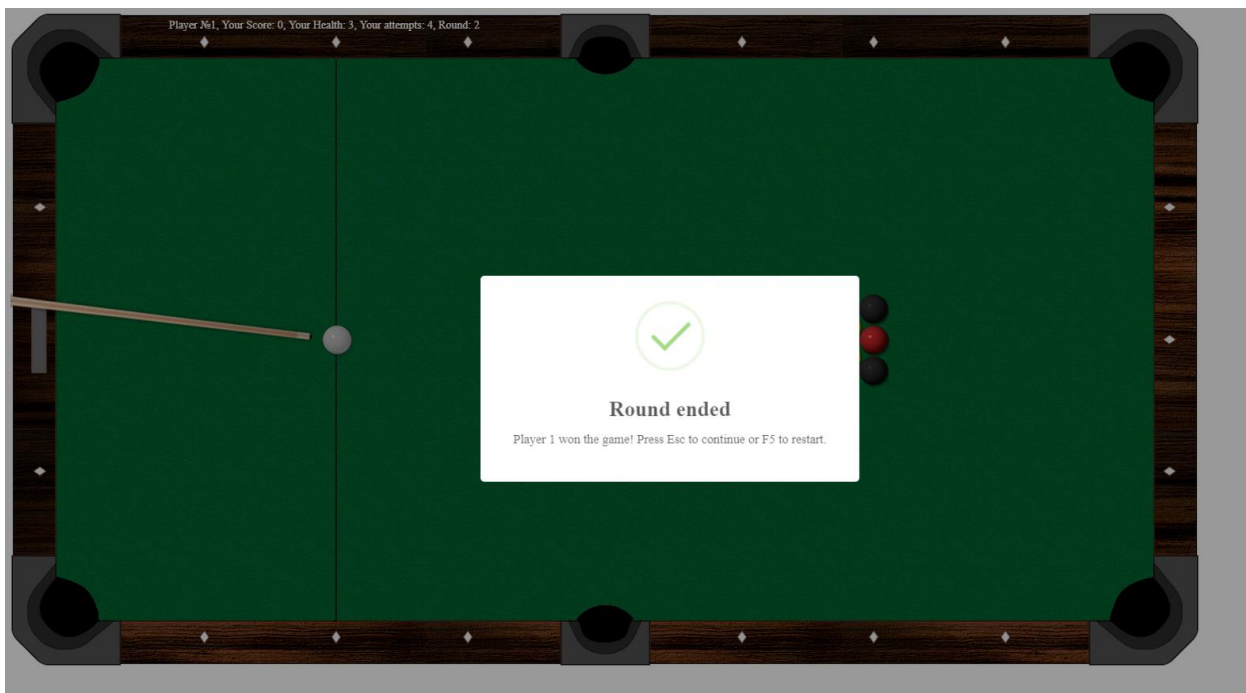 Player №1, Your Score: 0, Your Health: 3, Your attempts: 4, Round: 2
Round ended
Player 1 won the game! Press Esc to continue or F5 to restart.